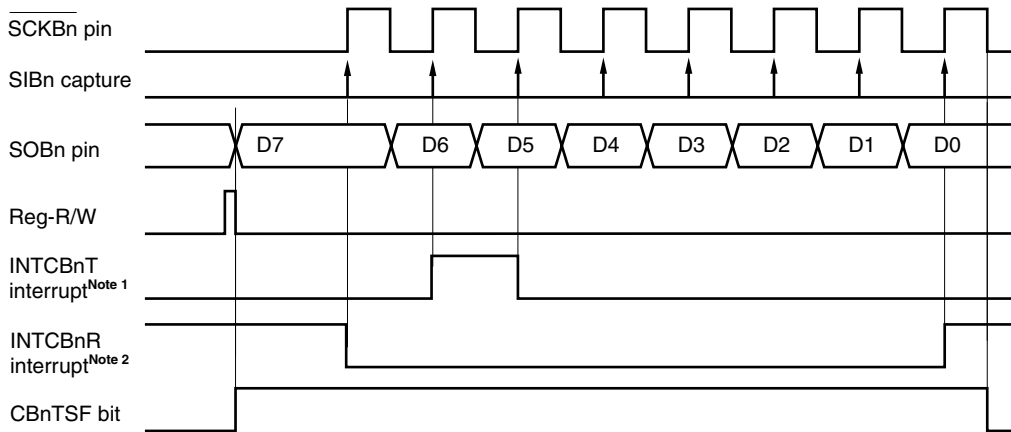 SCKBn pin
SIBn capture
SOBn pin
D7 D6 D5 D4 D3 D2 D1 D0
Reg-R/W
INTCBnT
interruptNote 1
INTCBnR
interruptNote 2
CBnTSF bit